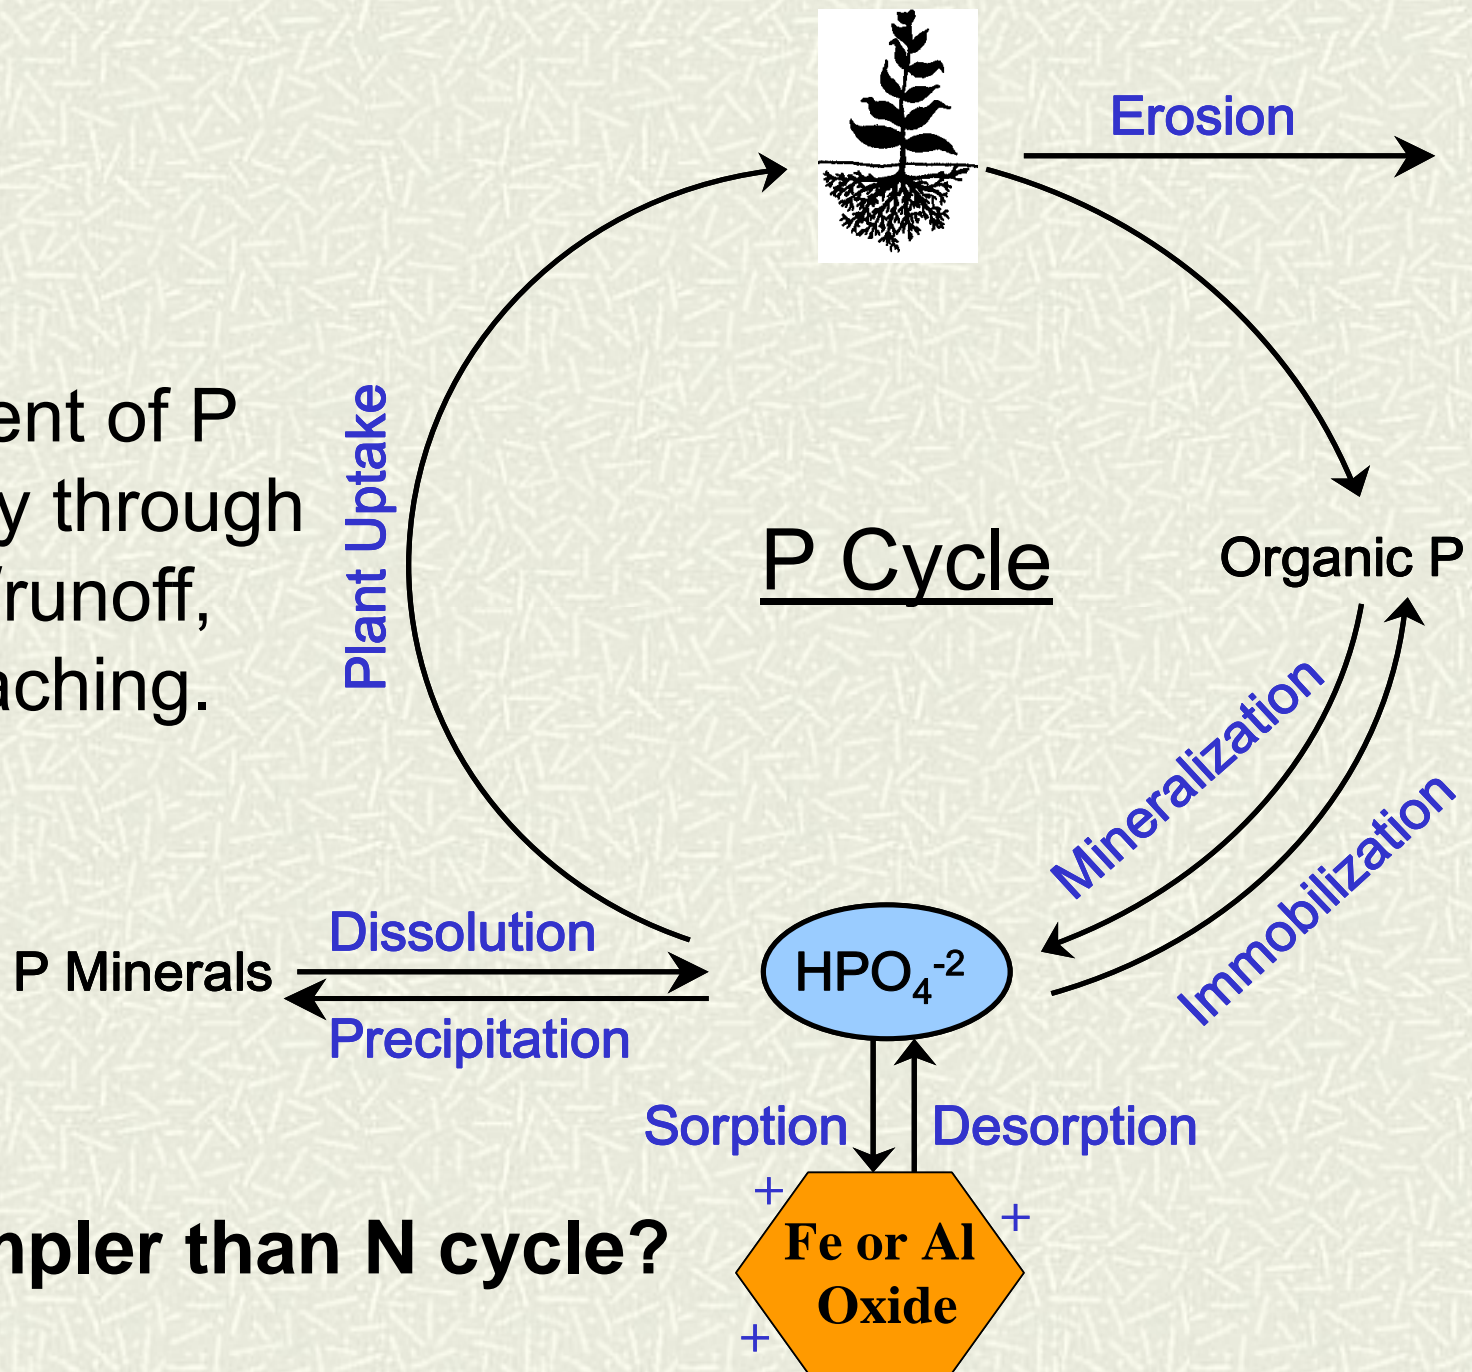 Erosion
ent of P
y through
/runoff,
aching.
Plant Uptake
P Cycle
Organic P
Mineralization
Immobilization
P Minerals
Dissolution
Precipitation
HPO₄⁻²
Sorption
Desorption
+
+
mpler than N cycle?
Fe or Al
Oxide
+